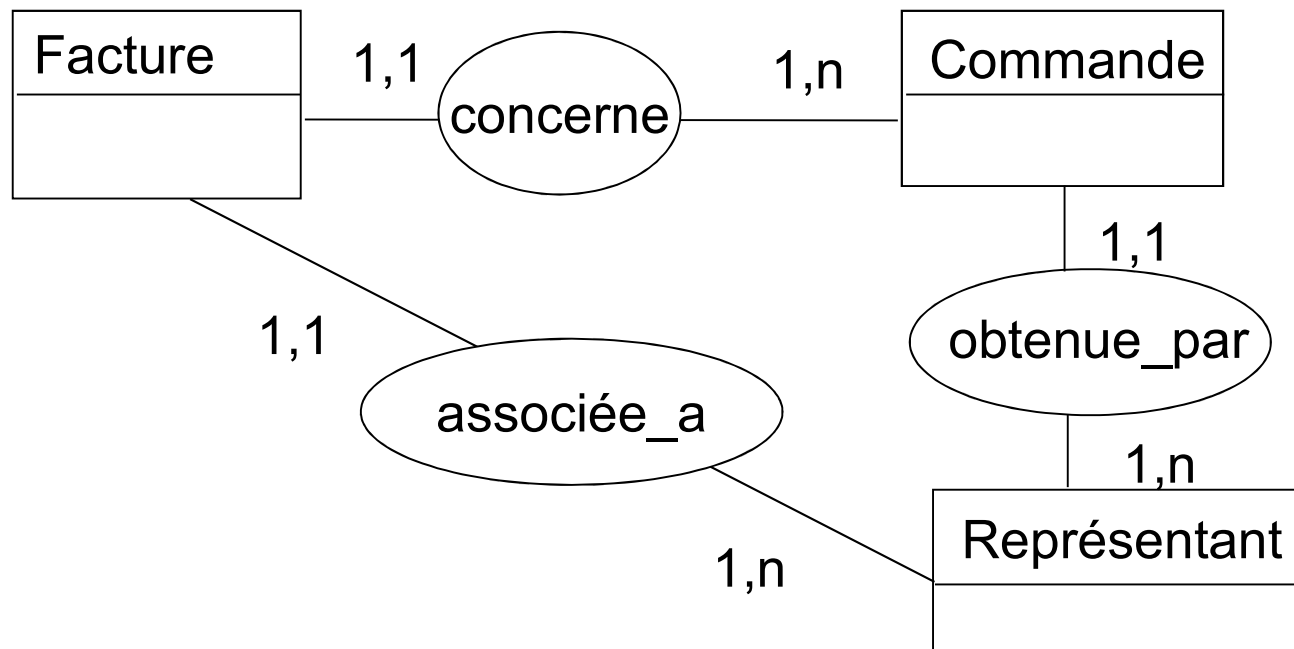 Facture
1,1
concerne
1,n
Commande
1,1
obtenue_par
1,n
Représentant
1,1
associée_a
1,n